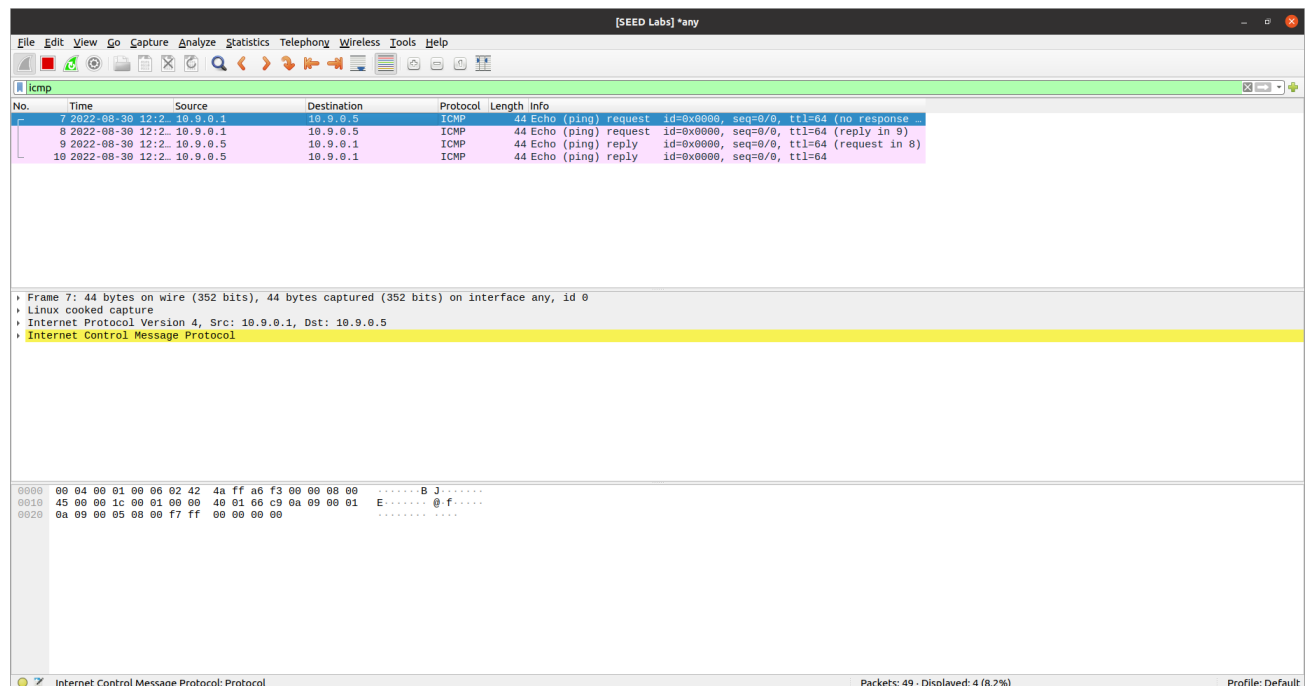 [SEED Labs] *any
File Edit View Go Capture Analyze Statistics Telephony Wireless Tools Help
icmp
No. Time Source Destination Protocol Length Info
7 2022-08-30 12:2… 10.9.0.1 10.9.0.5 ICMP 44 Echo (ping) request id=0x0000, seq=0/0, ttl=64 (no response …
8 2022-08-30 12:2… 10.9.0.1 10.9.0.5 ICMP 44 Echo (ping) request id=0x0000, seq=0/0, ttl=64 (reply in 9)
9 2022-08-30 12:2… 10.9.0.5 10.9.0.1 ICMP 44 Echo (ping) reply id=0x0000, seq=0/0, ttl=64 (request in 8)
10 2022-08-30 12:2… 10.9.0.5 10.9.0.1 ICMP 44 Echo (ping) reply id=0x0000, seq=0/0, ttl=64
Frame 7: 44 bytes on wire (352 bits), 44 bytes captured (352 bits) on interface any, id 0
Linux cooked capture
Internet Protocol Version 4, Src: 10.9.0.1, Dst: 10.9.0.5
Internet Control Message Protocol
0000 00 04 00 01 00 06 02 42 4a ff a6 f3 00 00 08 00 ·······B J·······
0010 45 00 00 1c 00 01 00 00 40 01 66 c9 0a 09 00 01 E······· @·f·····
0020 0a 09 00 05 08 00 f7 ff 00 00 00 00 ········ ····
Internet Control Message Protocol: Protocol Packets: 49 · Displayed: 4 (8.2%) Profile: Default